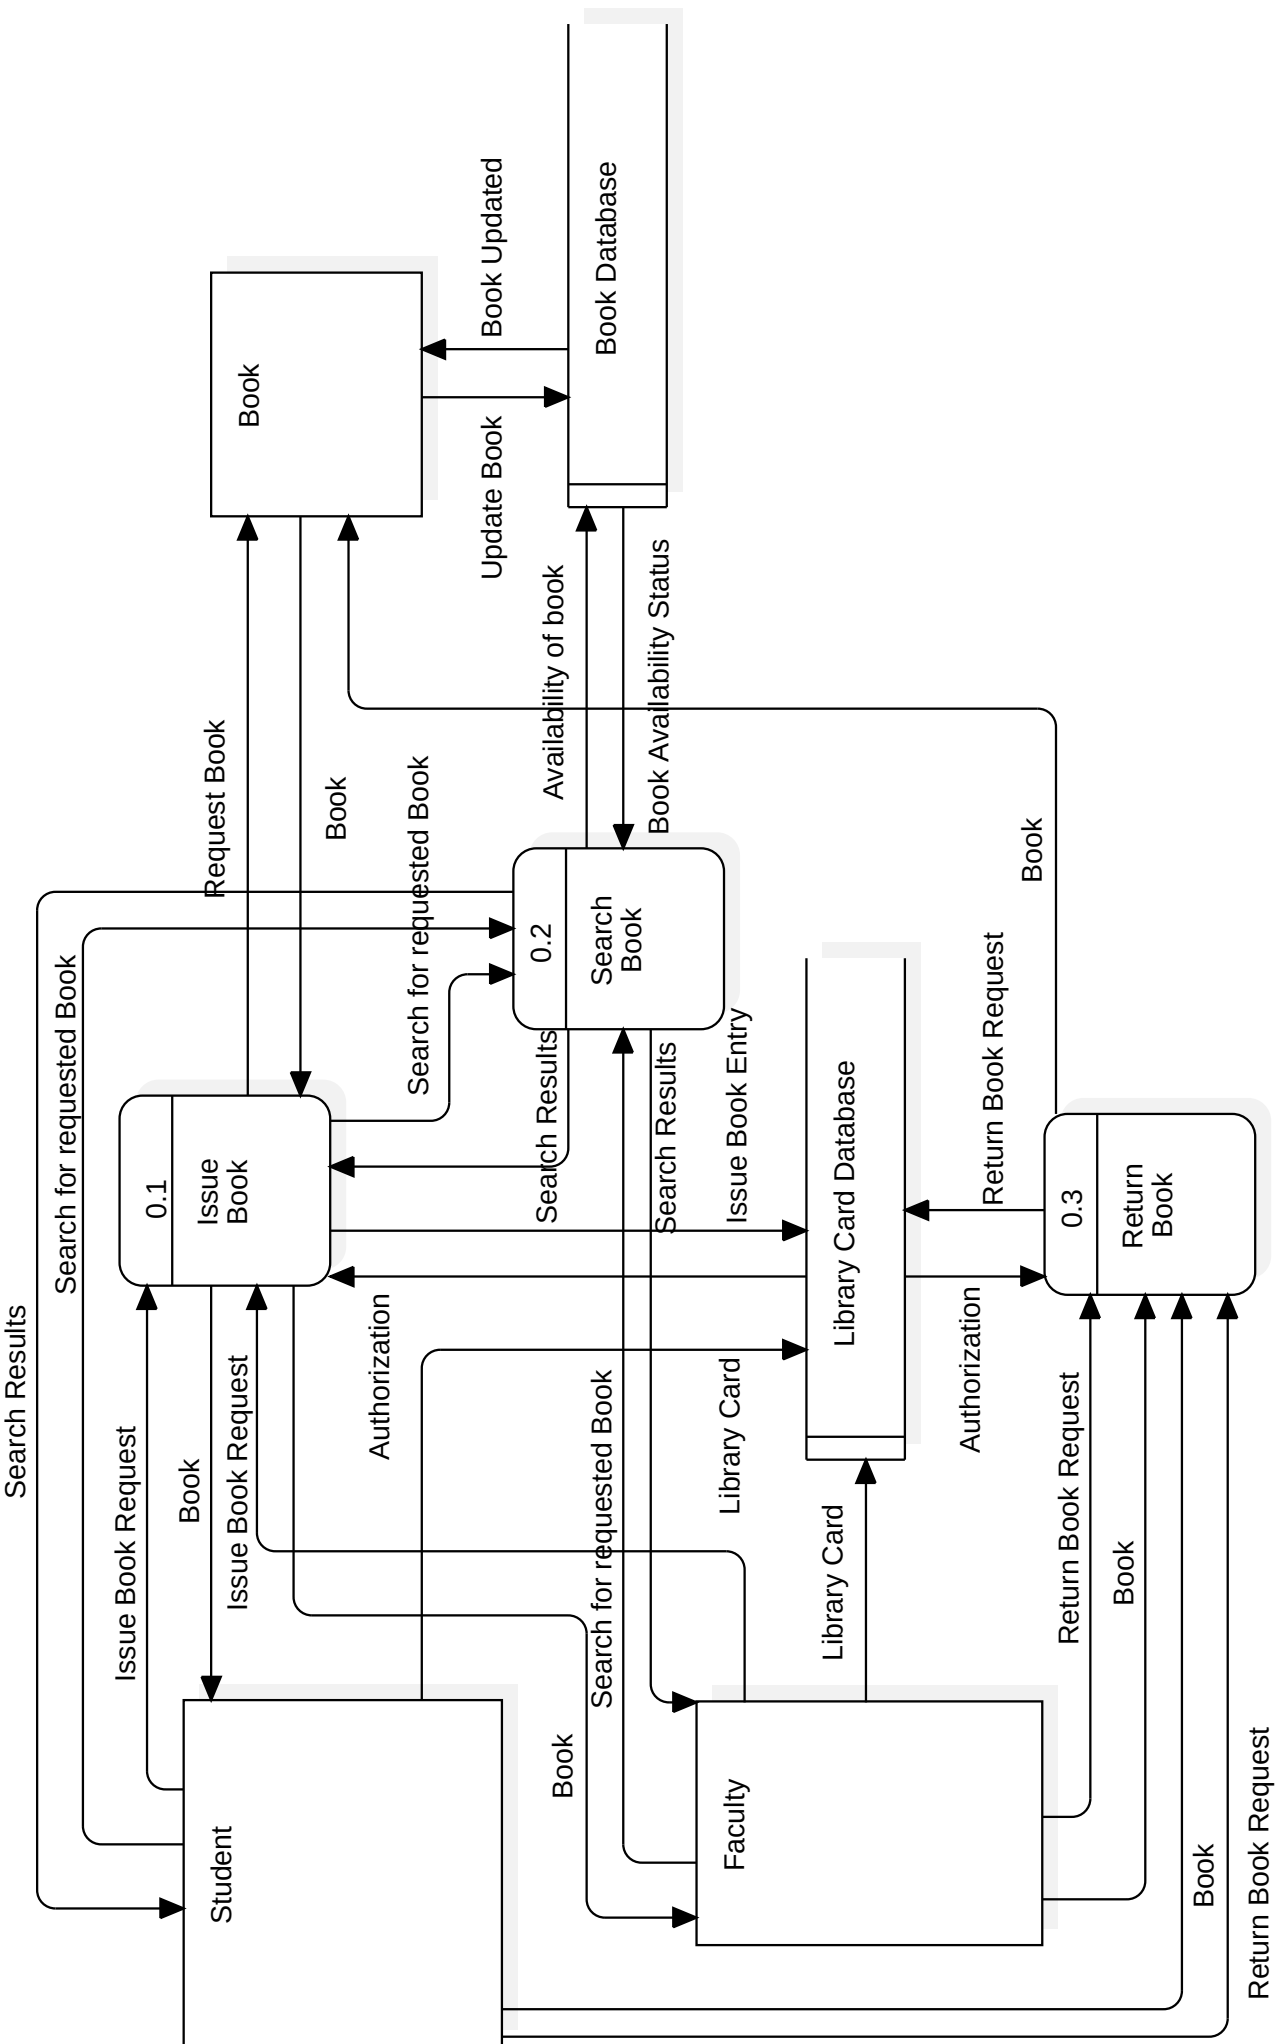 Search Results
Search for requested Book
Issue Book Request
Book
Issue Book Request
Student
0.1
Issue
Book
Request Book
Book
Book
Authorization
Search for requested Book
Update Book
Book Updated
Search Results
Availability of book
Book
Search for requested Book
0.2
Search
Book
Book Database
Search Results
Book Availability Status
Library Card
Issue Book Entry
Faculty
Library Card
Library Card Database
Authorization
Return Book Request
Book
Return Book Request
0.3
Return
Book
Book
Book
Return Book Request